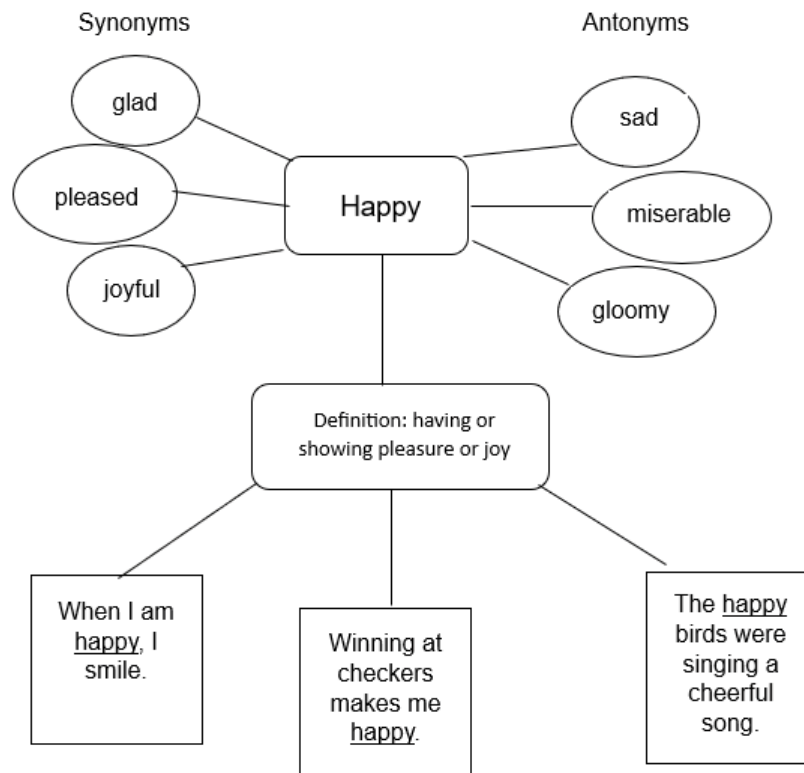 Synonyms
Antonyms
glad
sad
pleased
Happy
miserable
joyful
gloomy
Definition: having or
showing pleasure or joy
When I am
happy, I
smile.
Winning at
checkers
makes me
happy.
The happy
birds were
singing a
cheerful
song.